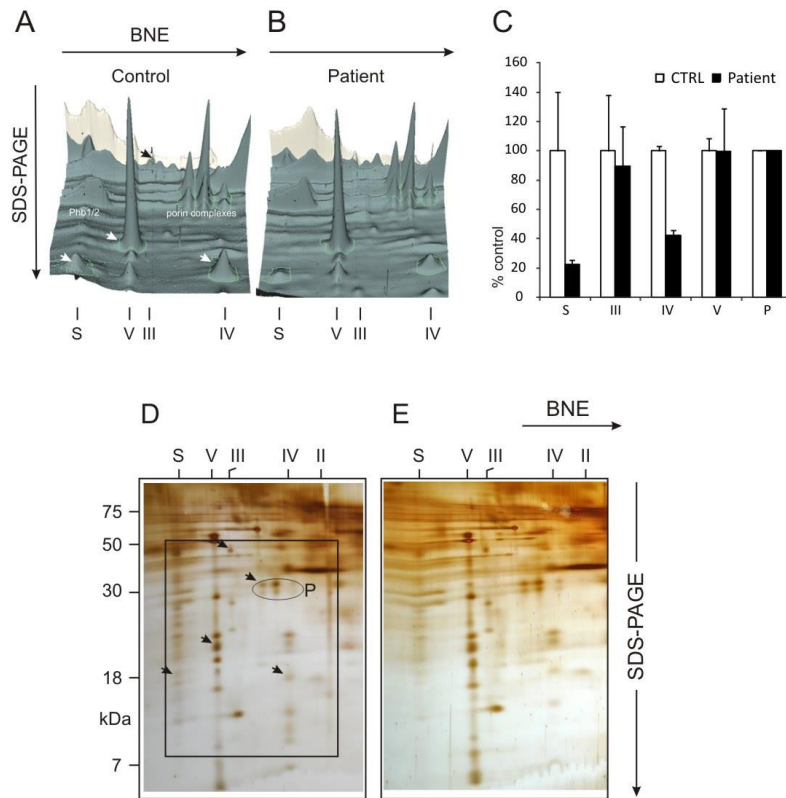 A
BNE
Control
SDS-PAGE
Phb1/2
porin complexes
S
V
III
IV
B
Patient
S
V
III
IV
C
160
140
120
100
80
60
40
20
0
% control
CTRL
Patient
S
III
IV
V
P
D
S
V
III
IV
II
75
50
30
18
kDa
7
P
E
BNE
S
V
III
IV
II
SDS-PAGE